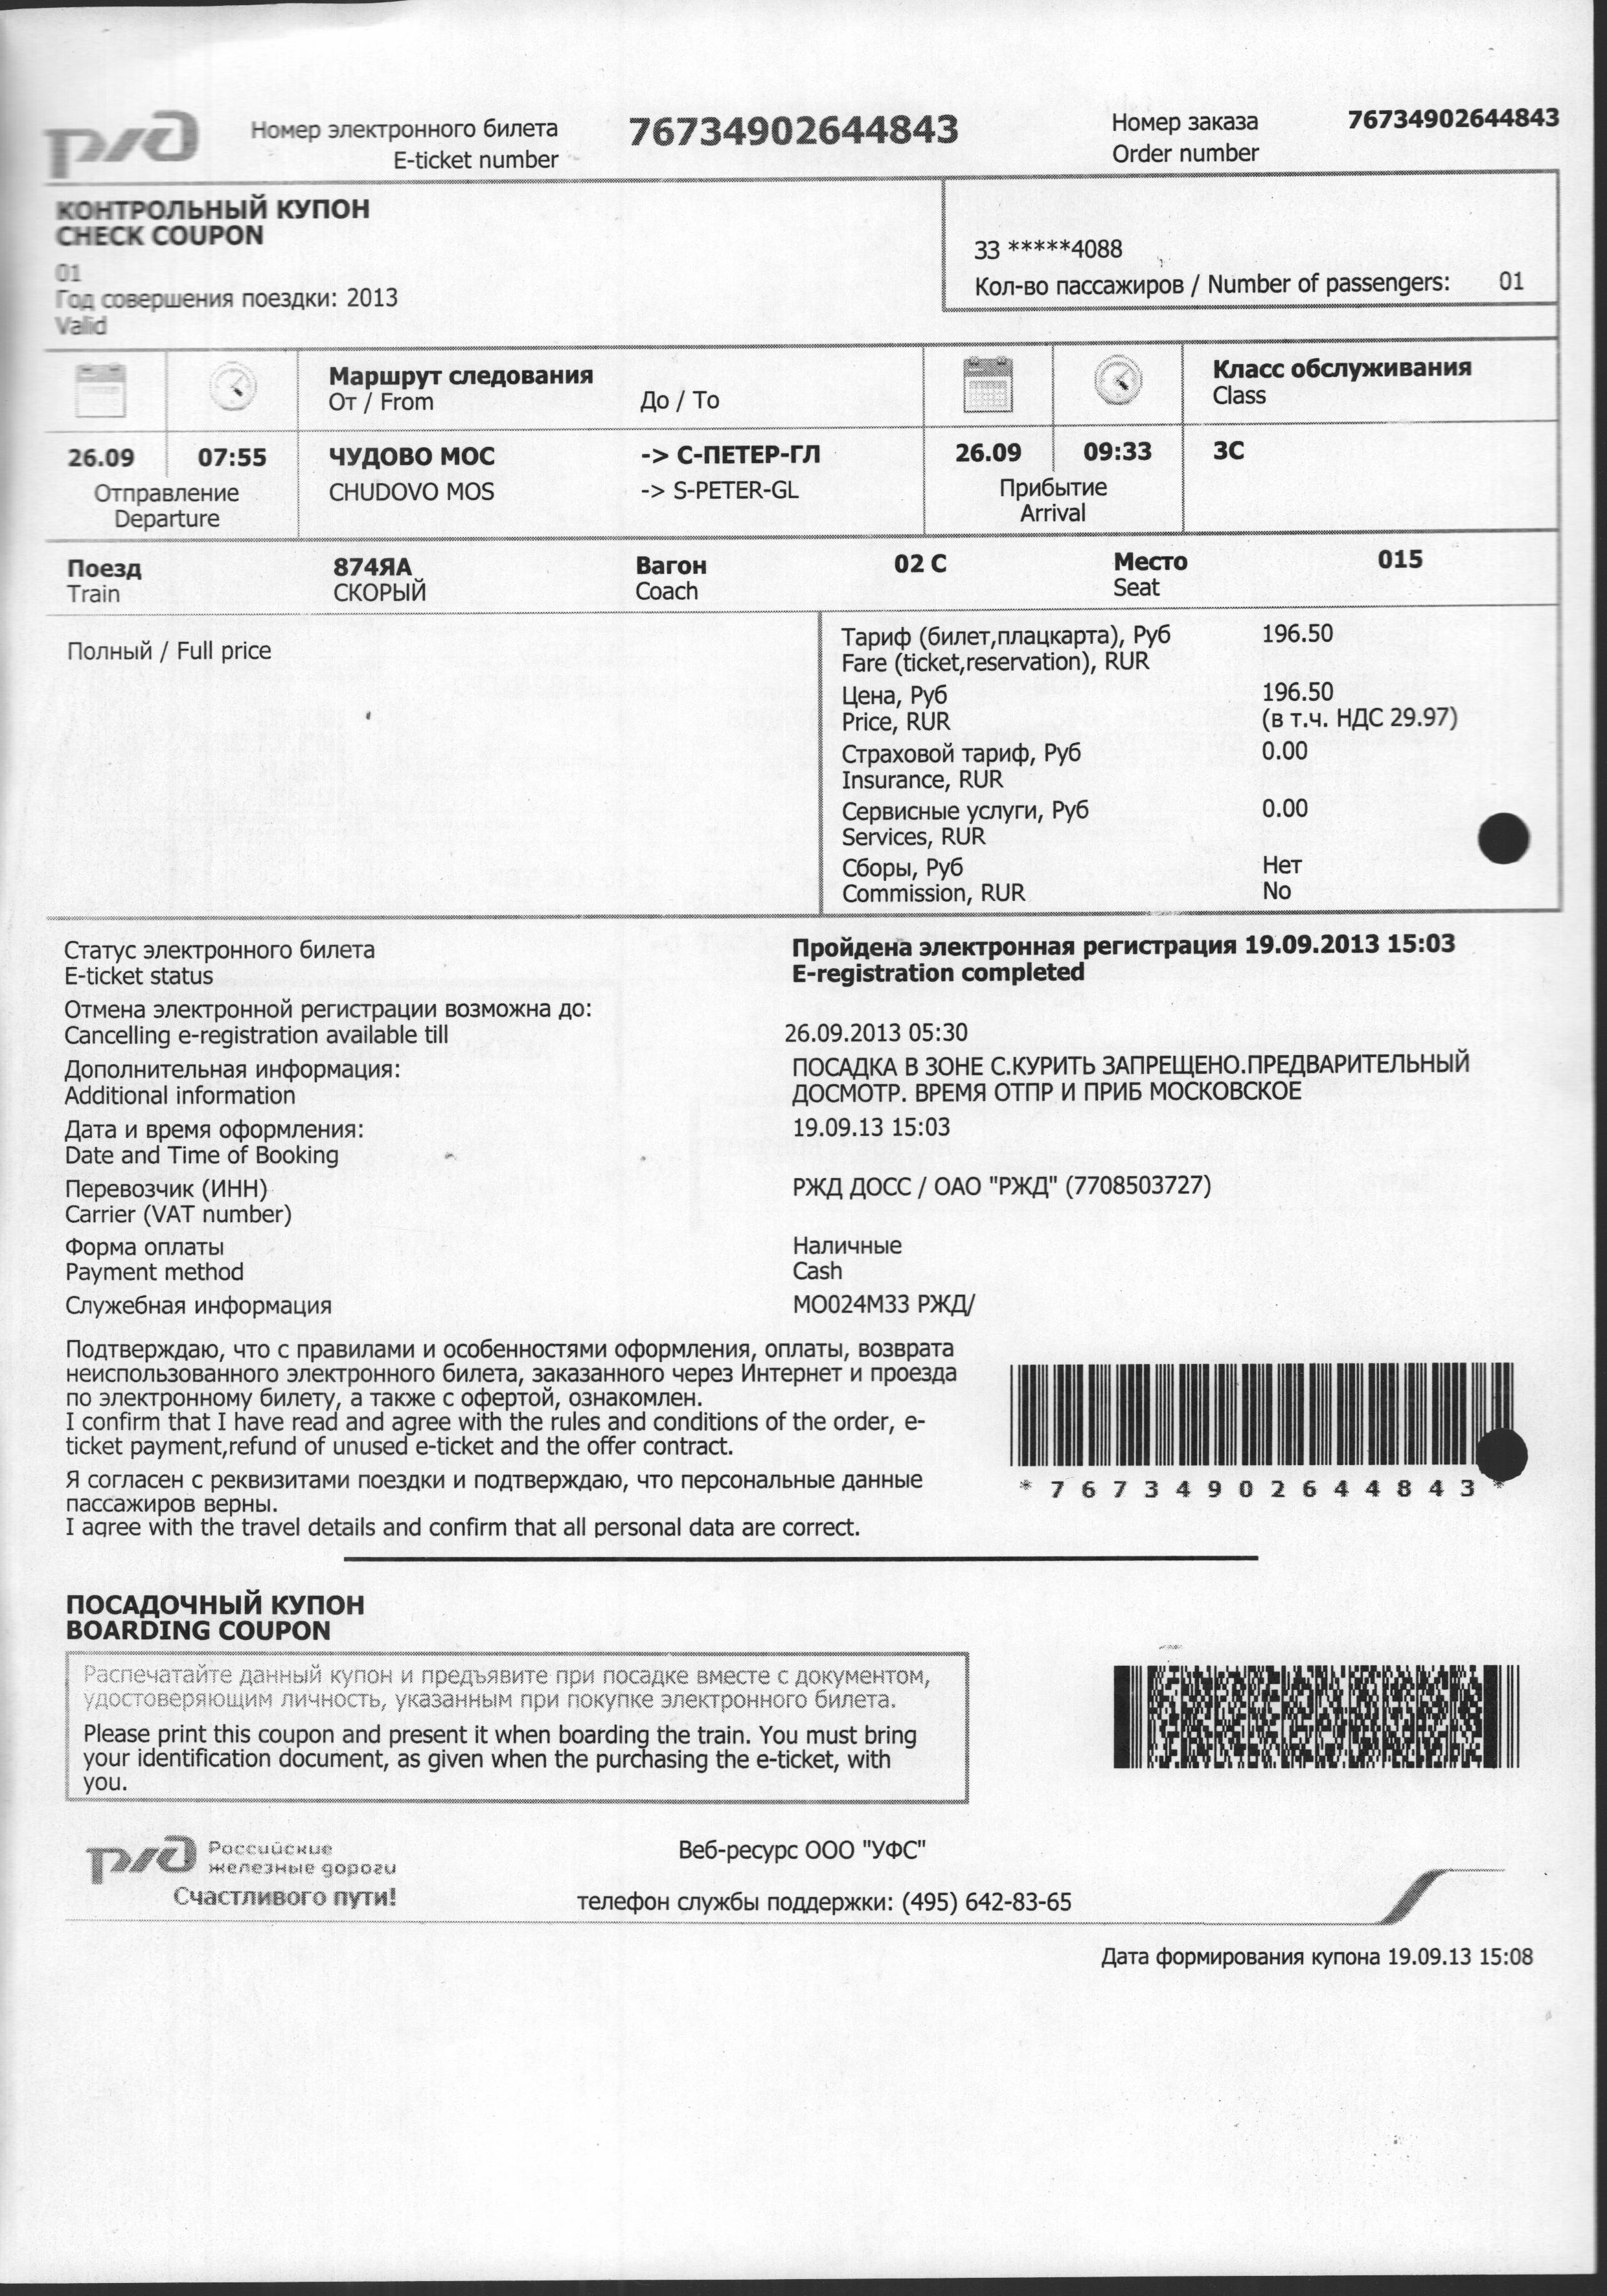 РЖД
Номер электронного билета 76734902644843 Номер заказа 76734902644843
E-ticket number Order number
КОНТРОЛЬНЫЙ КУПОН
CHECK COUPON
01
Год совершения поездки: 2013
Valid
33 *****4088
Кол-во пассажиров / Number of passengers: 01
Маршрут следования Класс обслуживания
От / From До / To Class
26.09 07:55 ЧУДОВО МОС -> С-ПЕТЕР-ГЛ 26.09 09:33 3С
Отправление CHUDOVO MOS -> S-PETER-GL Прибытие
Departure Arrival
Поезд 874ЯА Вагон 02 С Место 015
Train СКОРЫЙ Coach Seat
Полный / Full price
Тариф (билет,плацкарта), Руб 196.50
Fare (ticket,reservation), RUR
Цена, Руб 196.50
Price, RUR (в т.ч. НДС 29.97)
Страховой тариф, Руб 0.00
Insurance, RUR
Сервисные услуги, Руб 0.00
Services, RUR
Сборы, Руб Нет
Commission, RUR No
Статус электронного билета Пройдена электронная регистрация 19.09.2013 15:03
E-ticket status E-registration completed
Отмена электронной регистрации возможна до:
Cancelling e-registration available till 26.09.2013 05:30
Дополнительная информация: ПОСАДКА В ЗОНЕ С.КУРИТЬ ЗАПРЕЩЕНО.ПРЕДВАРИТЕЛЬНЫЙ
Additional information ДОСМОТР. ВРЕМЯ ОТПР И ПРИБ МОСКОВСКОЕ
Дата и время оформления: 19.09.13 15:03
Date and Time of Booking
Перевозчик (ИНН) РЖД ДОСС / ОАО "РЖД" (7708503727)
Carrier (VAT number)
Форма оплаты Наличные
Payment method Cash
Служебная информация МО024М33 РЖД/
Подтверждаю, что с правилами и особенностями оформления, оплаты, возврата
неиспользованного электронного билета, заказанного через Интернет и проезда
по электронному билету, а также с офертой, ознакомлен.
I confirm that I have read and agree with the rules and conditions of the order, e-
ticket payment,refund of unused e-ticket and the offer contract.
Я согласен с реквизитами поездки и подтверждаю, что персональные данные
пассажиров верны.
I agree with the travel details and confirm that all personal data are correct.
*76734902644843*
ПОСАДОЧНЫЙ КУПОН
BOARDING COUPON
Распечатайте данный купон и предъявите при посадке вместе с документом,
удостоверяющим личность, указанным при покупке электронного билета.
Please print this coupon and present it when boarding the train. You must bring
your identification document, as given when the purchasing the e-ticket, with
you.
РЖД Российские
железные дороги
Счастливого пути!
Веб-ресурс ООО "УФС"
телефон службы поддержки: (495) 642-83-65
Дата формирования купона 19.09.13 15:08